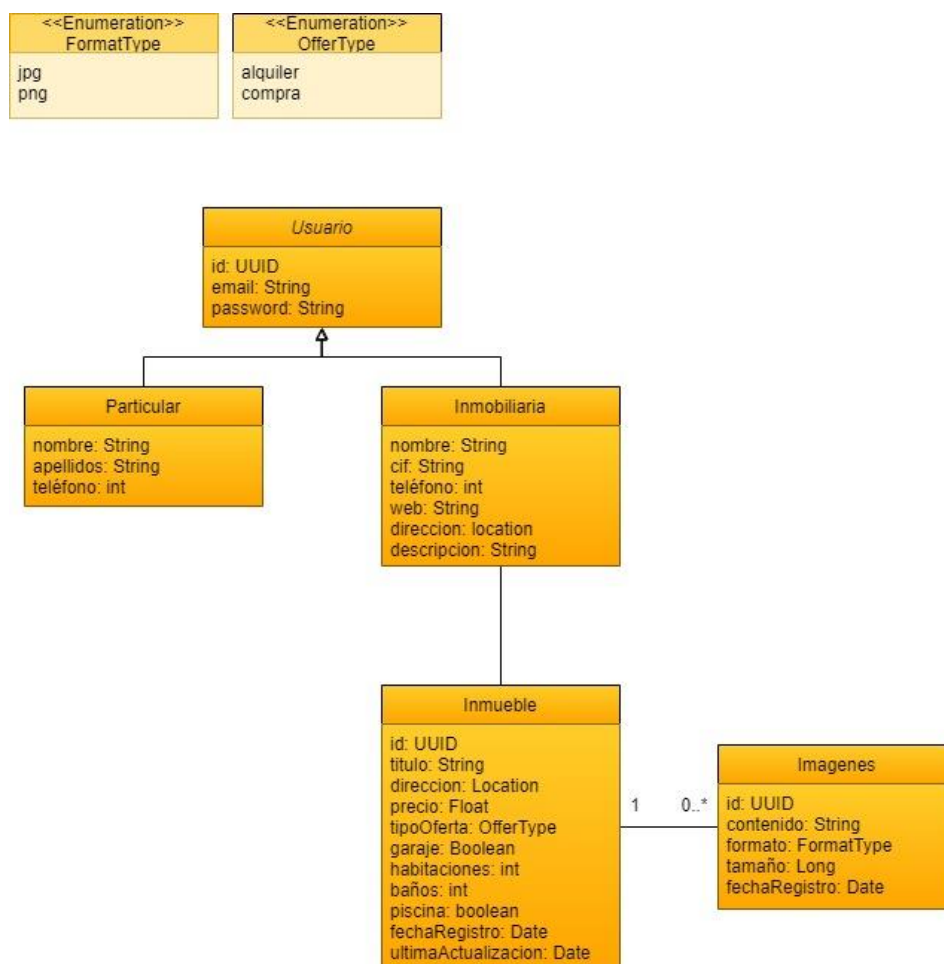 <<Enumeration>>
FormatType
jpg
png
<<Enumeration>>
OfferType
alquiler
compra
Usuario
id: UUID
email: String
password: String
Particular
nombre: String
apellidos: String
teléfono: int
Inmobiliaria
nombre: String
cif: String
teléfono: int
web: String
direccion: location
descripcion: String
Inmueble
id: UUID
titulo: String
direccion: Location
precio: Float
tipoOferta: OfferType
garaje: Boolean
habitaciones: int
baños: int
piscina: boolean
fechaRegistro: Date
ultimaActualizacion: Date
1 0..*
Imagenes
id: UUID
contenido: String
formato: FormatType
tamaño: Long
fechaRegistro: Date